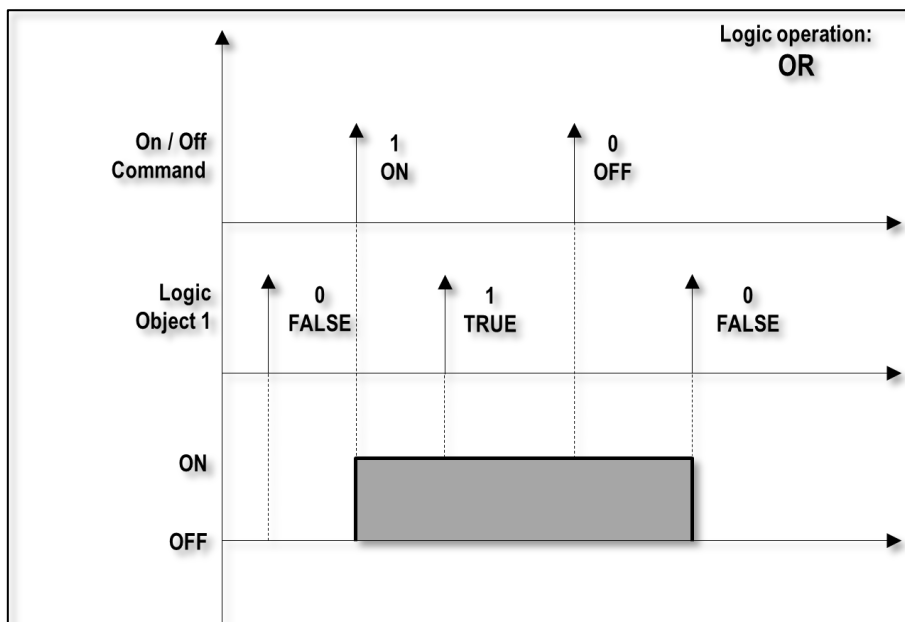 Logic operation:
OR
On / Off
Command
1
ON
0
OFF
Logic
Object 1
0
FALSE
1
TRUE
0
FALSE
ON
OFF